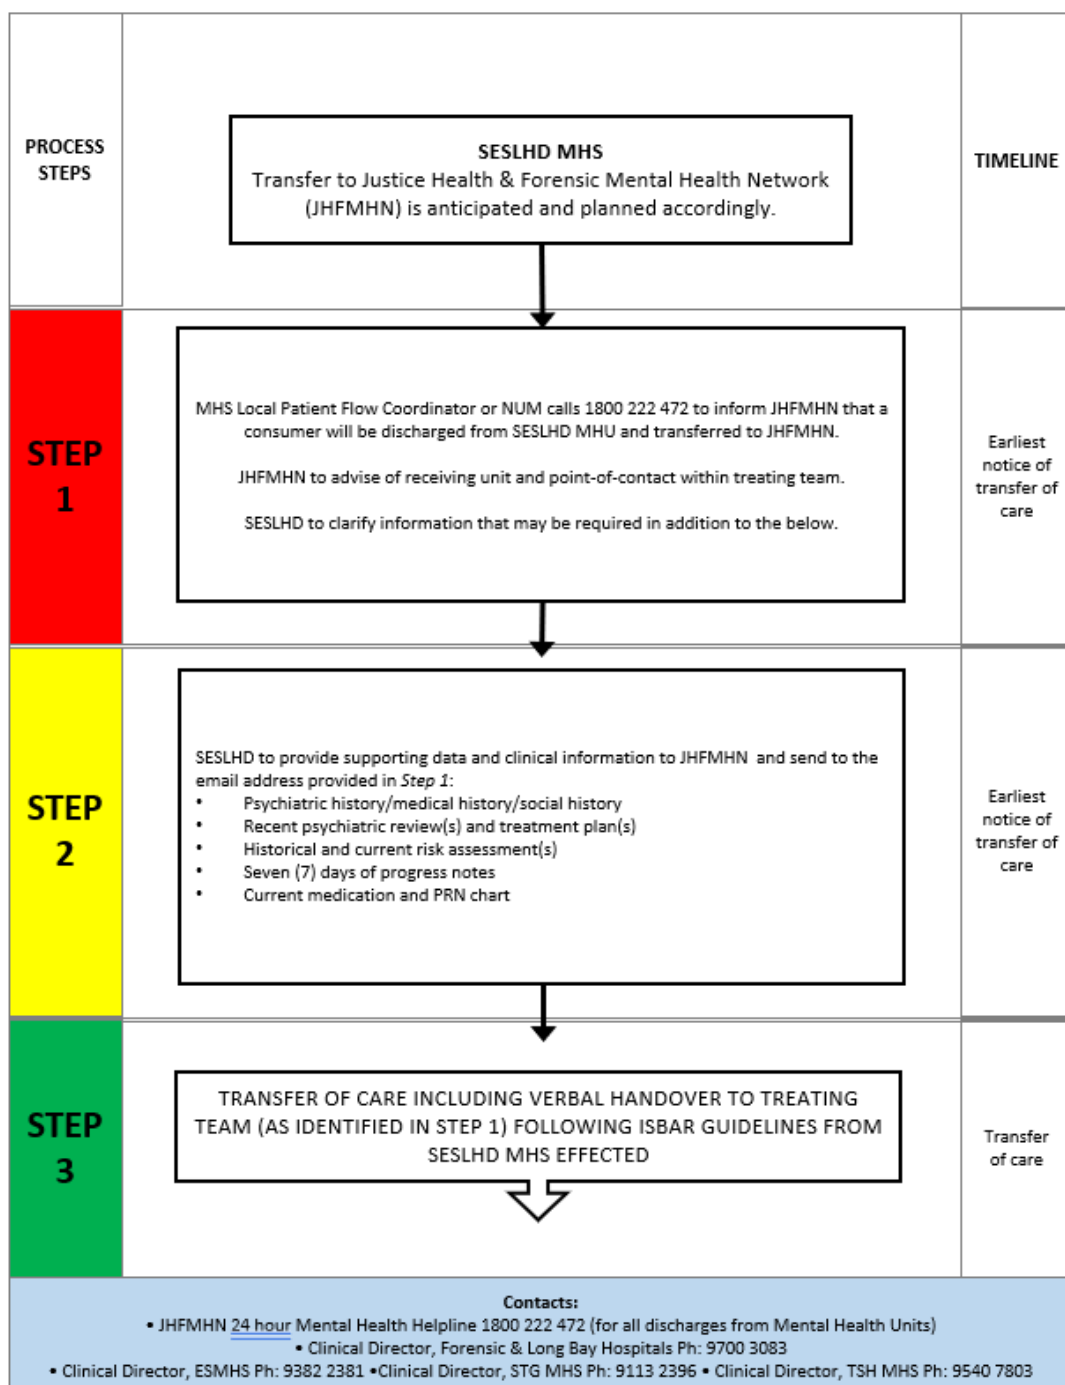 PROCESS
STEPS
SESLHD MHS
Transfer to Justice Health & Forensic Mental Health Network
(JHFMHN) is anticipated and planned accordingly.
TIMELINE
STEP
1
MHS Local Patient Flow Coordinator or NUM calls 1800 222 472 to inform JHFMHN that a
consumer will be discharged from SESLHD MHU and transferred to JHFMHN.
JHFMHN to advise of receiving unit and point-of-contact within treating team.
SESLHD to clarify information that may be required in addition to the below.
Earliest
notice of
transfer of
care
STEP
2
SESLHD to provide supporting data and clinical information to JHFMHN and send to the
email address provided in Step 1:
• Psychiatric history/medical history/social history
• Recent psychiatric review(s) and treatment plan(s)
• Historical and current risk assessment(s)
• Seven (7) days of progress notes
• Current medication and PRN chart
Earliest
notice of
transfer of
care
STEP
3
TRANSFER OF CARE INCLUDING VERBAL HANDOVER TO TREATING
TEAM (AS IDENTIFIED IN STEP 1) FOLLOWING ISBAR GUIDELINES FROM
SESLHD MHS EFFECTED
Transfer
of care
Contacts:
• JHFMHN 24 hour Mental Health Helpline 1800 222 472 (for all discharges from Mental Health Units)
• Clinical Director, Forensic & Long Bay Hospitals Ph: 9700 3083
• Clinical Director, ESMHS Ph: 9382 2381 •Clinical Director, STG MHS Ph: 9113 2396 • Clinical Director, TSH MHS Ph: 9540 7803